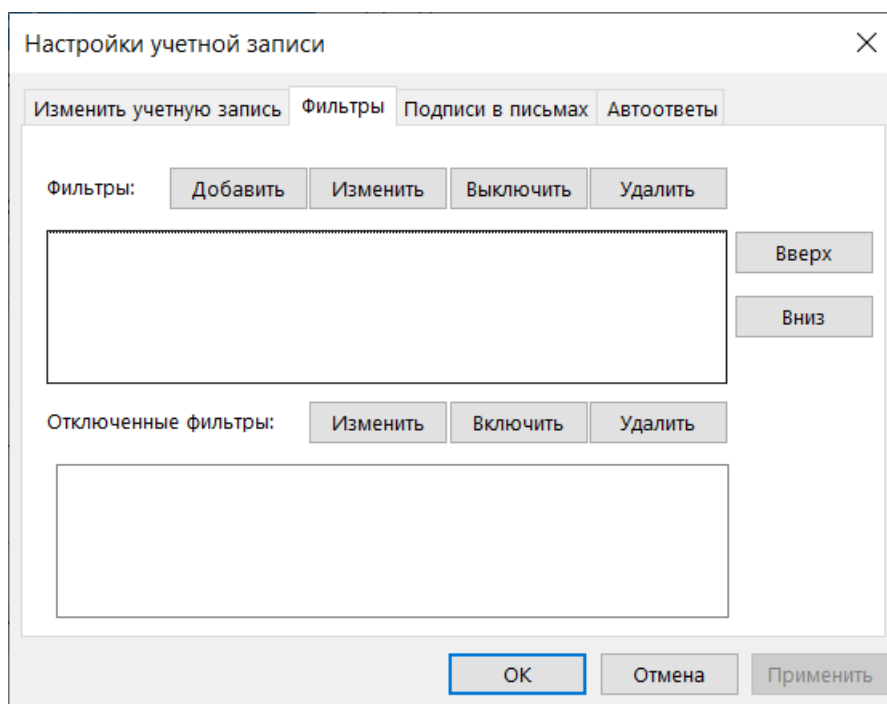 Настройки учетной записи
Изменить учетную запись Фильтры Подписи в письмах Автоответы
Фильтры: Добавить Изменить Выключить Удалить
Вверх
Вниз
Отключенные фильтры: Изменить Включить Удалить
ОК Отмена Применить